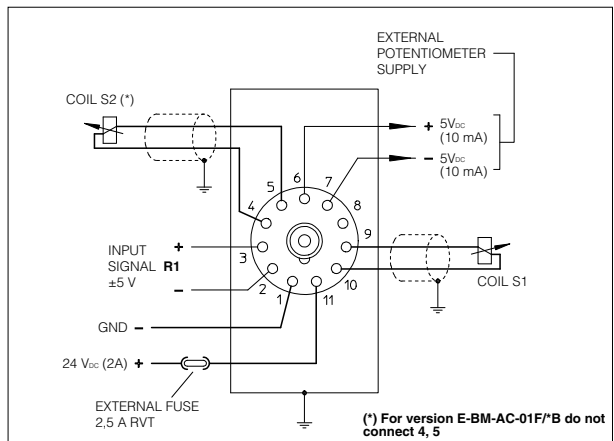 EXTERNAL
POTENTIOMETER
SUPPLY
COIL S2 (*)
+ 5VDC
(10 mA)
- 5VDC
(10 mA)
6
5
7
4
8
3
9
2
10
1
11
INPUT
SIGNAL R1
±5 V
+
-
COIL S1
GND -
24 VDC (2A) +
EXTERNAL FUSE
2,5 A RVT
(*) For version E-BM-AC-01F/*B do not
connect 4, 5